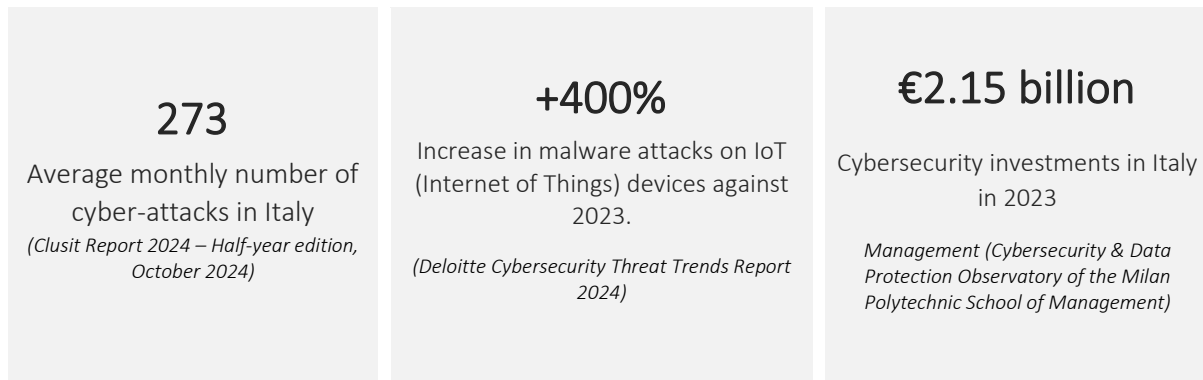 273
Average monthly number of
cyber-attacks in Italy
(Clusit Report 2024 – Half-year edition,
October 2024)
+400%
Increase in malware attacks on IoT
(Internet of Things) devices against
2023.
(Deloitte Cybersecurity Threat Trends Report
2024)
€2.15 billion
Cybersecurity investments in Italy
in 2023
Management (Cybersecurity & Data
Protection Observatory of the Milan
Polytechnic School of Management)